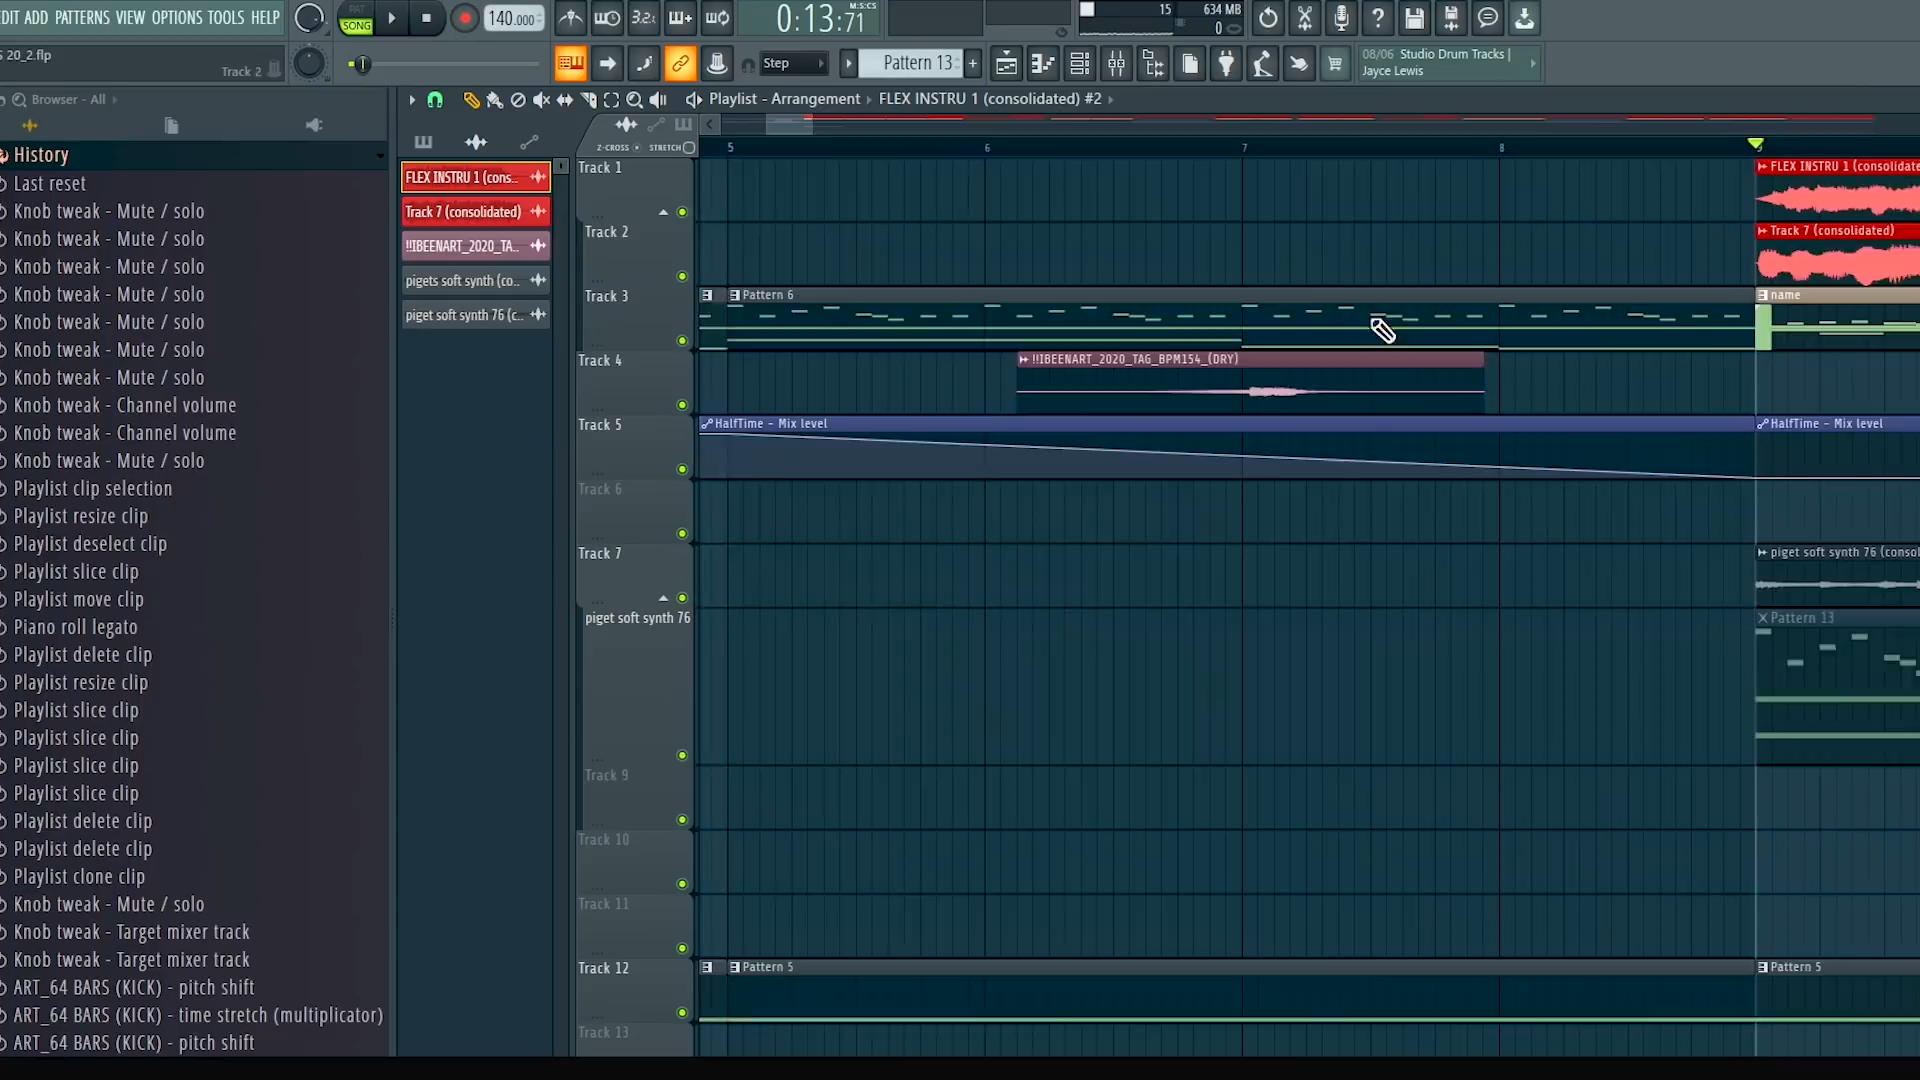 EDIT ADD PATTERNS VIEW OPTIONS TOOLS HELP
PAT
SONG
140.000
3.2.
0:13:71
M:S:CS
15
634 MB
0
S 20_2.flp
Track 2
Step
Pattern 13
+
08/06 Studio Drum Tracks |
Jayce Lewis
Browser - All
Playlist - Arrangement
FLEX INSTRU 1 (consolidated) #2
Z-CROSS
STRETCH
5
6
7
8
9
History
Last reset
Knob tweak - Mute / solo
Knob tweak - Mute / solo
Knob tweak - Mute / solo
Knob tweak - Mute / solo
Knob tweak - Mute / solo
Knob tweak - Mute / solo
Knob tweak - Mute / solo
Knob tweak - Channel volume
Knob tweak - Channel volume
Knob tweak - Mute / solo
Playlist clip selection
Playlist resize clip
Playlist deselect clip
Playlist slice clip
Playlist move clip
Piano roll legato
Playlist delete clip
Playlist resize clip
Playlist slice clip
Playlist slice clip
Playlist slice clip
Playlist slice clip
Playlist delete clip
Playlist delete clip
Playlist clone clip
Knob tweak - Mute / solo
Knob tweak - Target mixer track
Knob tweak - Target mixer track
ART_64 BARS (KICK) - pitch shift
ART_64 BARS (KICK) - time stretch (multiplicator)
ART_64 BARS (KICK) - pitch shift
FLEX INSTRU 1 (cons..
Track 7 (consolidated)
!!IBEENART_2020_TA..
pigets soft synth (co..
piget soft synth 76 (c..
Track 1
FLEX INSTRU 1 (consolidate
Track 2
Track 7 (consolidated)
Track 3
Pattern 6
name
Track 4
!!IBEENART_2020_TAG_BPM154_(DRY)
Track 5
HalfTime - Mix level
HalfTime - Mix level
Track 6
Track 7
piget soft synth 76 (consol
piget soft synth 76
Pattern 13
Track 9
Track 10
Track 11
Track 12
Pattern 5
Pattern 5
Track 13